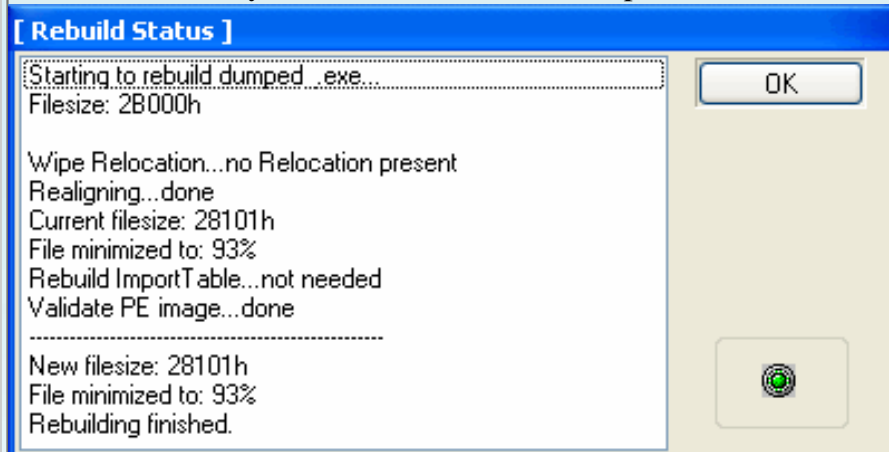 [ Rebuild Status ]
Starting to rebuild dumped_.exe...
Filesize: 2B000h
OK
Wipe Relocation...no Relocation present
Realigning...done
Current filesize: 28101h
File minimized to: 93%
Rebuild ImportTable...not needed
Validate PE image...done
-------------------------------------------------
New filesize: 28101h
File minimized to: 93%
Rebuilding finished.